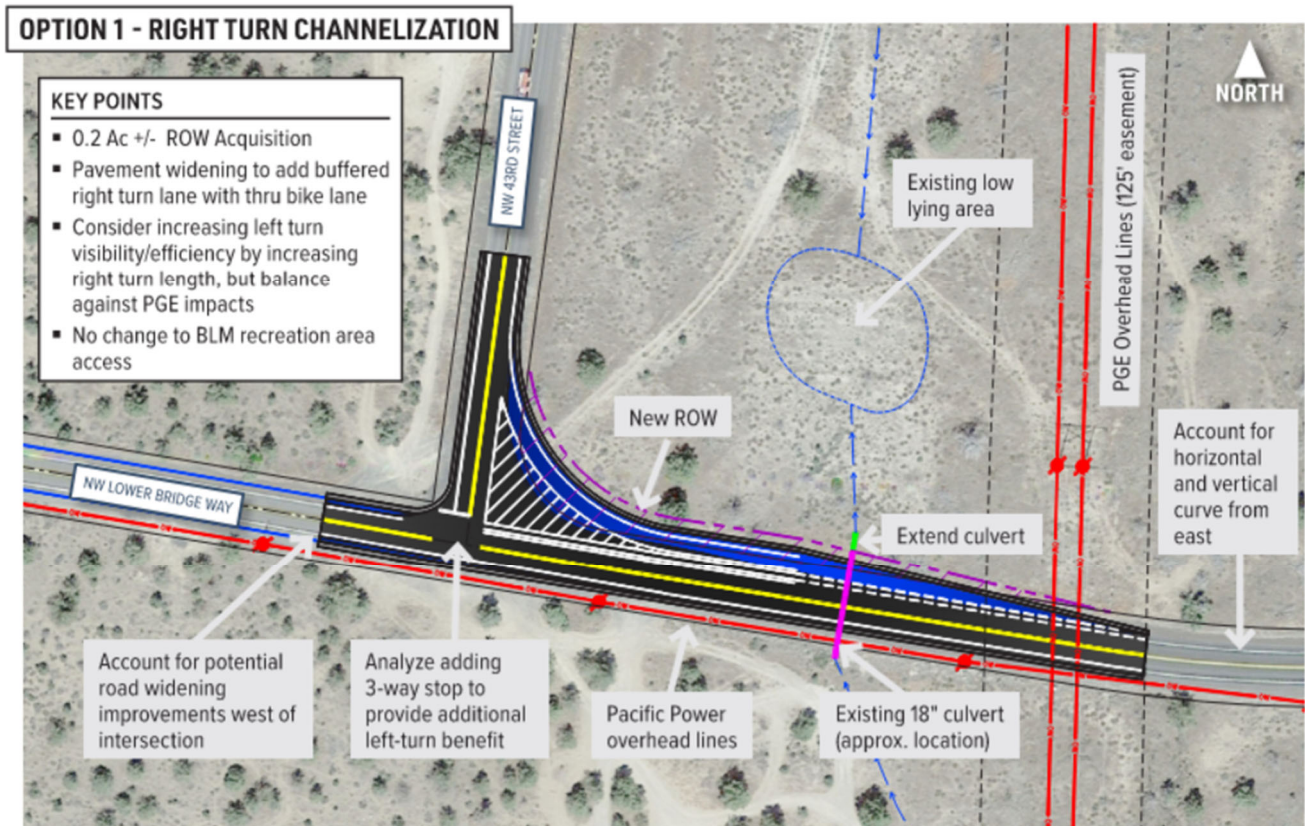 OPTION 1 - RIGHT TURN CHANNELIZATION
KEY POINTS
▪ 0.2 Ac +/- ROW Acquisition
▪ Pavement widening to add buffered
right turn lane with thru bike lane
▪ Consider increasing left turn
visibility/efficiency by increasing
right turn length, but balance
against PGE impacts
▪ No change to BLM recreation area
access
NW 43RD STREET
Existing low
lying area
PGE Overhead Lines (125' easement)
NORTH
New ROW
Account for
horizontal
and vertical
curve from
east
NW LOWER BRIDGE WAY
Extend culvert
Account for potential
road widening
improvements west of
intersection
Analyze adding
3-way stop to
provide additional
left-turn benefit
Pacific Power
overhead lines
Existing 18" culvert
(approx. location)